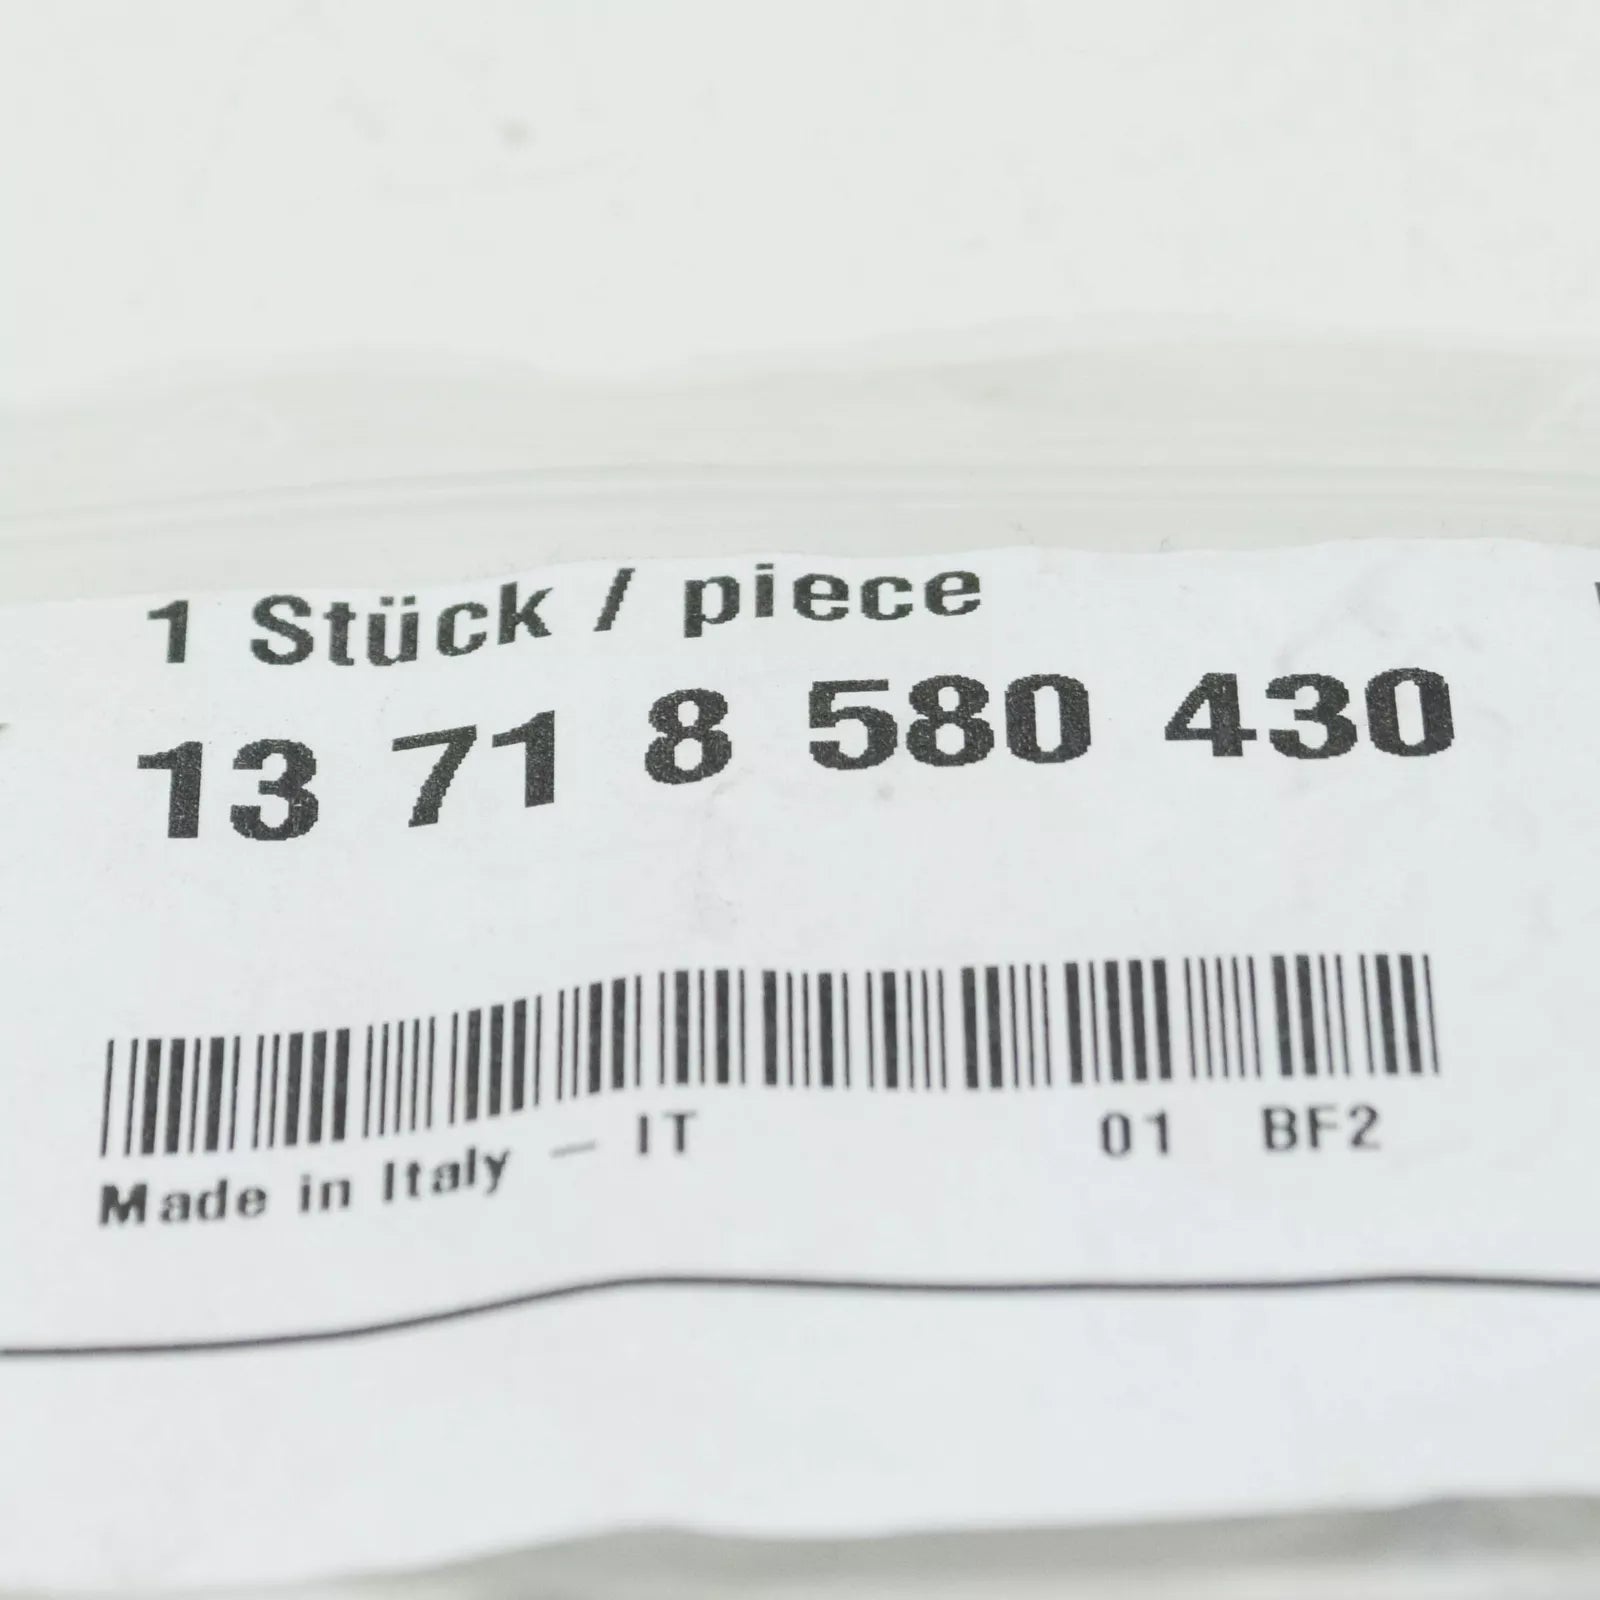 1 Stück / piece
13 71 8 580 430
Made in Italy — IT 01 BF2